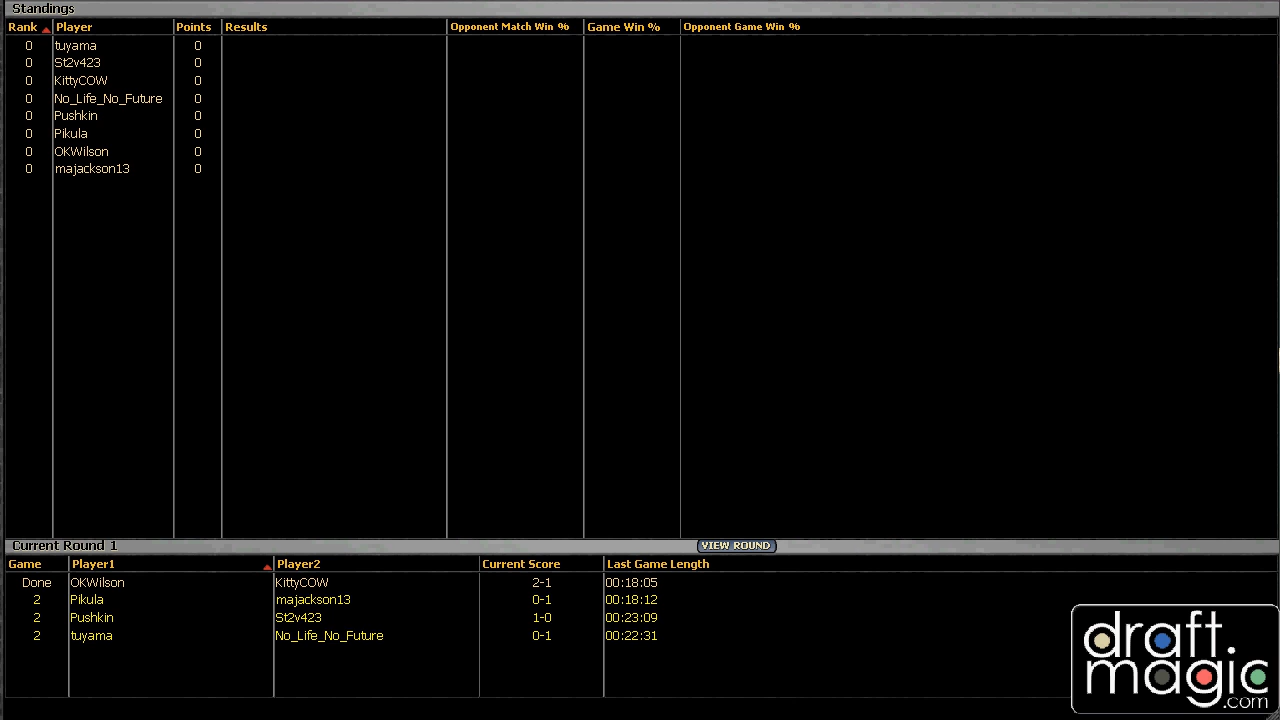 Standings
Rank Player Points Results Opponent Match Win % Game Win % Opponent Game Win %
0 tuyama 0
0 St2v423 0
0 KittyCOW 0
0 No_Life_No_Future 0
0 Pushkin 0
0 Pikula 0
0 OKWilson 0
0 majackson13 0
Current Round 1 VIEW ROUND
Game Player1 Player2 Current Score Last Game Length
Done OKWilson KittyCOW 2-1 00:18:05
2 Pikula majackson13 0-1 00:18:12
2 Pushkin St2v423 1-0 00:23:09
2 tuyama No_Life_No_Future 0-1 00:22:31
draft.
magic
.com